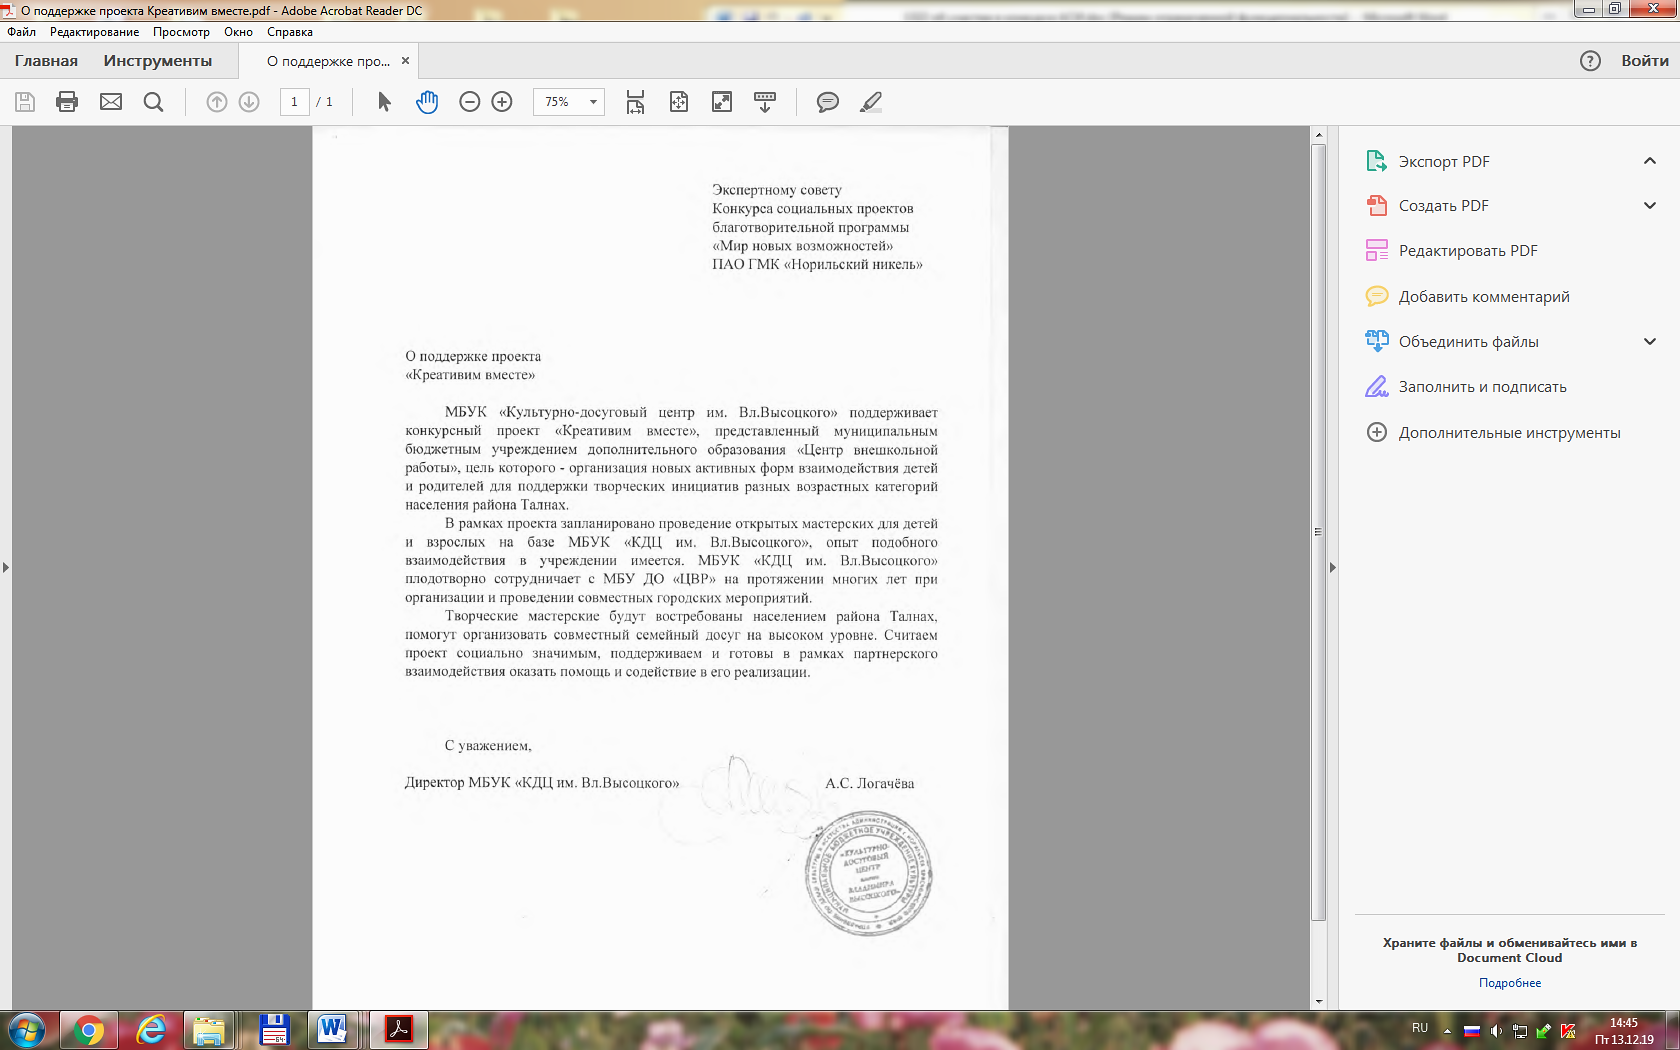 О поддержке проекта Креативим вместе.pdf - Adobe Acrobat Reader DC
Файл Редактирование Просмотр Окно Справка
Главная Инструменты О поддержке про... × ? Войти
1 / 1 75%
Экспертному совету
Конкурса социальных проектов
благотворительной программы
«Мир новых возможностей»
ПАО ГМК «Норильский никель»
О поддержке проекта
«Креативим вместе»
МБУК «Культурно-досуговый центр им. Вл.Высоцкого» поддерживает
конкурсный проект «Креативим вместе», представленный муниципальным
бюджетным учреждением дополнительного образования «Центр внешкольной
работы», цель которого - организация новых активных форм взаимодействия детей
и родителей для поддержки творческих инициатив разных возрастных категорий
населения района Талнах.
В рамках проекта запланировано проведение открытых мастерских для детей
и взрослых на базе МБУК «КДЦ им. Вл.Высоцкого», опыт подобного
взаимодействия в учреждении имеется. МБУК «КДЦ им. Вл.Высоцкого»
плодотворно сотрудничает с МБУ ДО «ЦВР» на протяжении многих лет при
организации и проведении совместных городских мероприятий.
Творческие мастерские будут востребованы населением района Талнах,
помогут организовать совместный семейный досуг на высоком уровне. Считаем
проект социально значимым, поддерживаем и готовы в рамках партнерского
взаимодействия оказать помощь и содействие в его реализации.
С уважением,
Директор МБУК «КДЦ им. Вл.Высоцкого» А.С. Логачёва
«КУЛЬТУРНО-
ДОСУГОВЫЙ
ЦЕНТР
ВЛАДИМИРА
ВЫСОЦКОГО»
Экспорт PDF
Создать PDF
Редактировать PDF
Добавить комментарий
Объединить файлы
Заполнить и подписать
Дополнительные инструменты
Храните файлы и обменивайтесь ими в
Document Cloud
Подробнее
RU
14:45
Пт 13.12.19